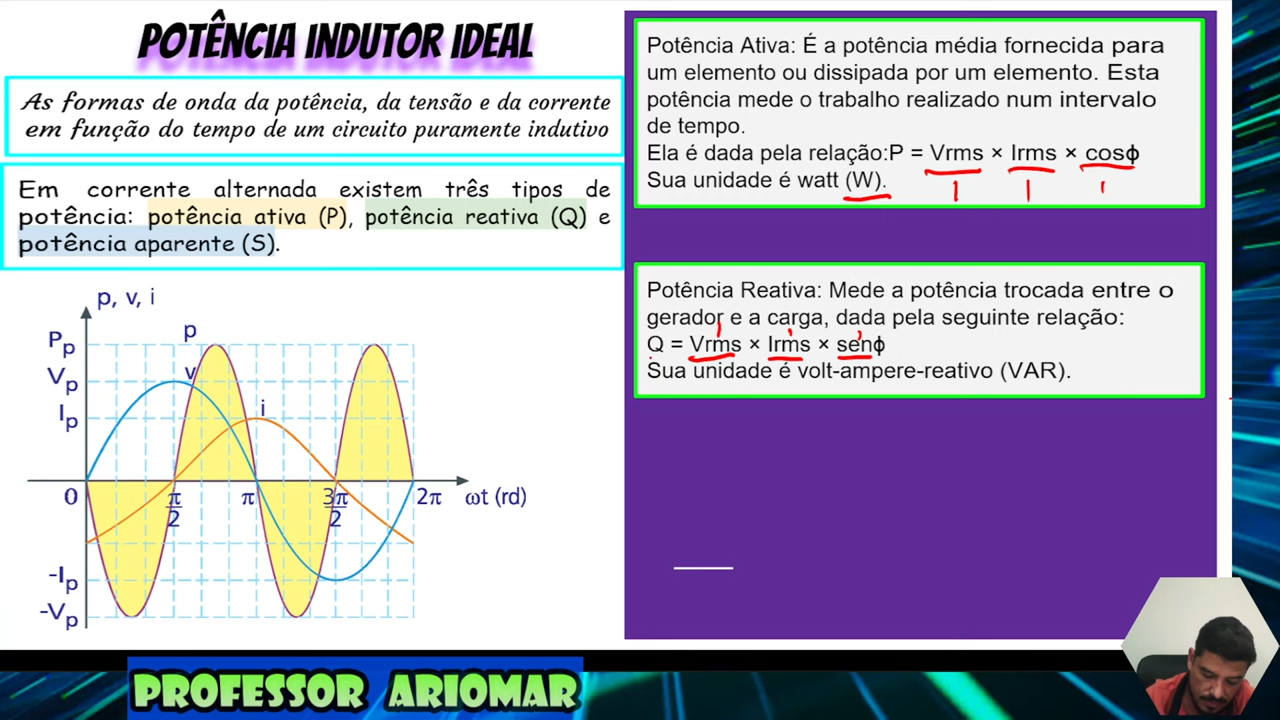 POTÊNCIA INDUTOR IDEAL
As formas de onda da potência, da tensão e da corrente
em função do tempo de um circuito puramente indutivo
Em corrente alternada existem três tipos de
potência: potência ativa (P), potência reativa (Q) e
potência aparente (S).
p, v, i
Pp
p
Vp
v
Ip
i
0
π/2
π
3π/2
2π
ωt (rd)
-Ip
-Vp
Potência Ativa: É a potência média fornecida para
um elemento ou dissipada por um elemento. Esta
potência mede o trabalho realizado num intervalo
de tempo.
Ela é dada pela relação:P = Vrms × Irms × cosϕ
Sua unidade é watt (W).
Potência Reativa: Mede a potência trocada entre o
gerador e a carga, dada pela seguinte relação:
Q = Vrms × Irms × senϕ
Sua unidade é volt-ampere-reativo (VAR).
PROFESSOR ARIOMAR